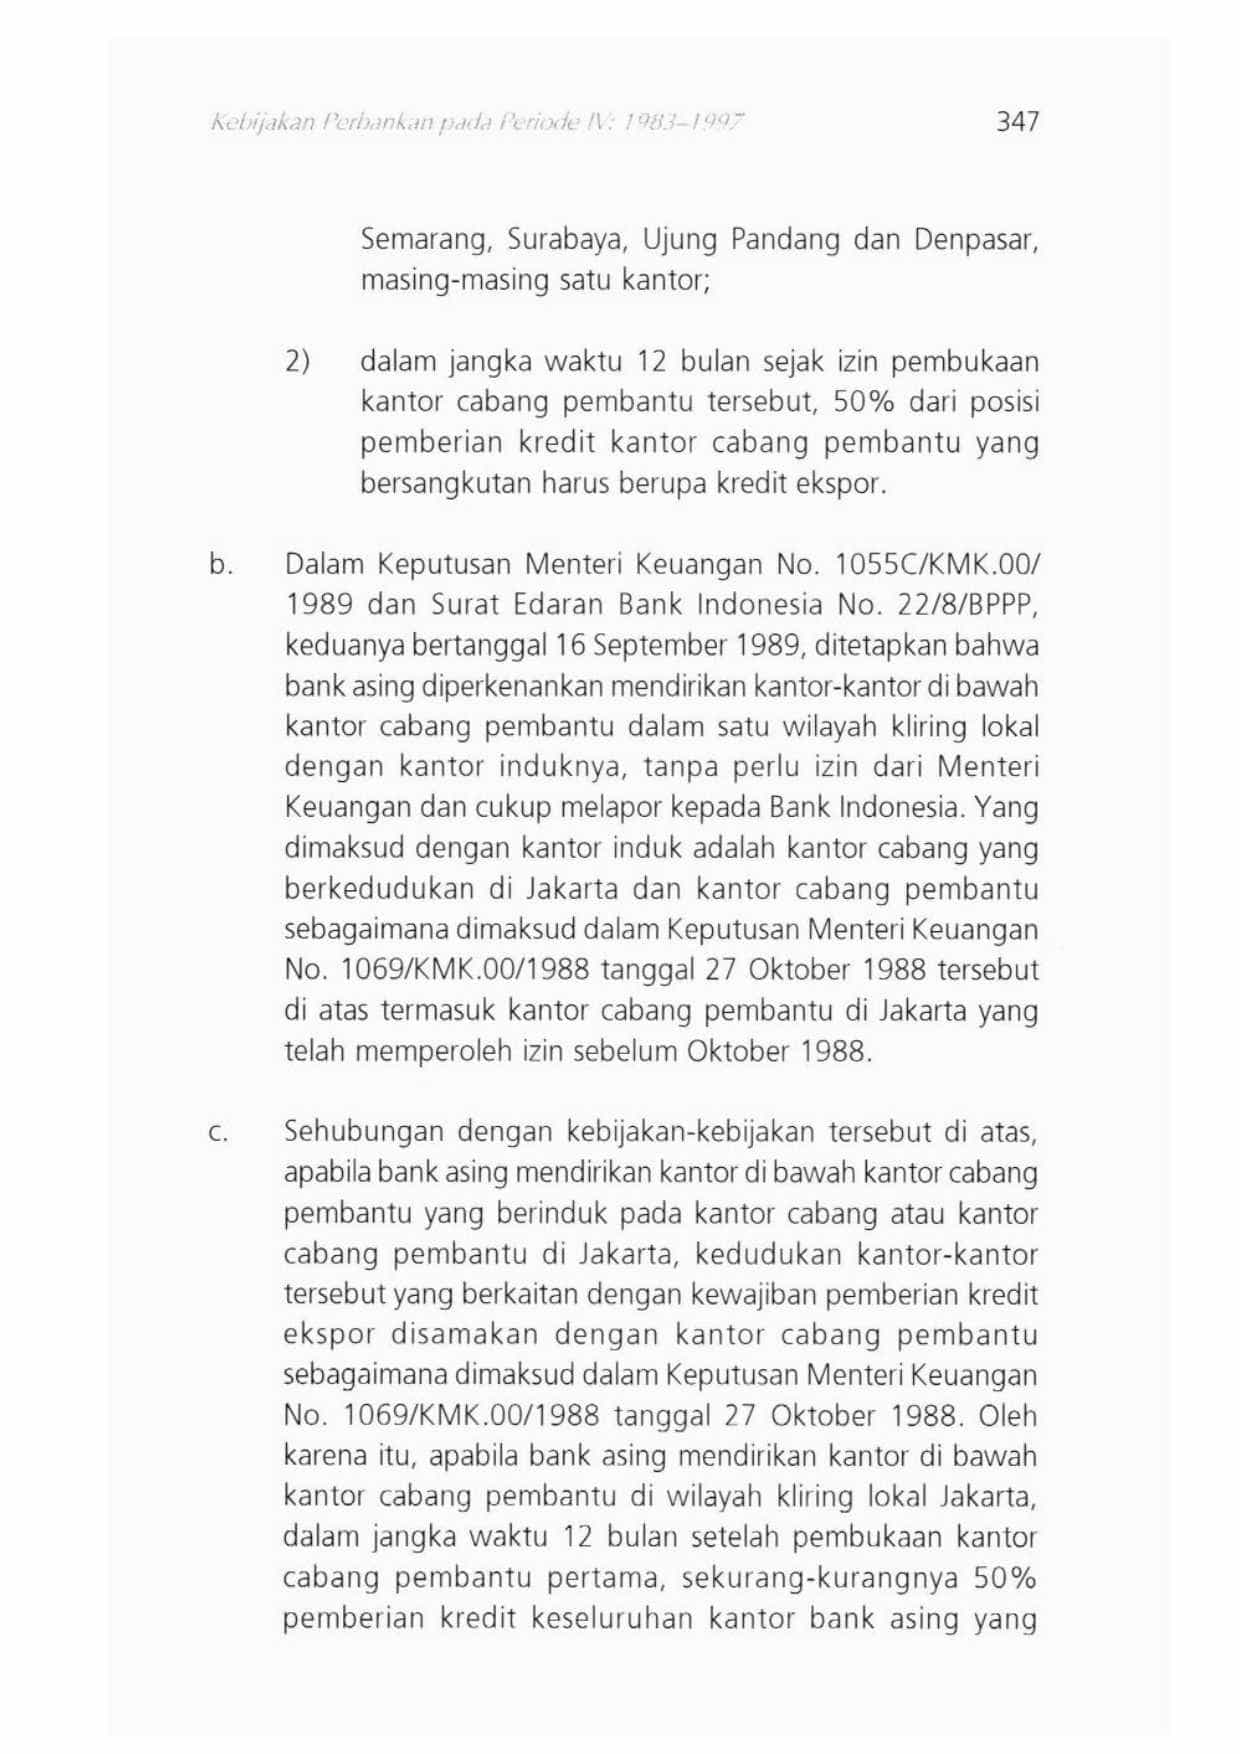 Kebijakan Perbankan pada Periode IV: 1983–1997 347
Semarang, Surabaya, Ujung Pandang dan Denpasar,
masing-masing satu kantor;
2) dalam jangka waktu 12 bulan sejak izin pembukaan
kantor cabang pembantu tersebut, 50% dari posisi
pemberian kredit kantor cabang pembantu yang
bersangkutan harus berupa kredit ekspor.
b. Dalam Keputusan Menteri Keuangan No. 1055C/KMK.00/
1989 dan Surat Edaran Bank Indonesia No. 22/8/BPPP,
keduanya bertanggal 16 September 1989, ditetapkan bahwa
bank asing diperkenankan mendirikan kantor-kantor di bawah
kantor cabang pembantu dalam satu wilayah kliring lokal
dengan kantor induknya, tanpa perlu izin dari Menteri
Keuangan dan cukup melapor kepada Bank Indonesia. Yang
dimaksud dengan kantor induk adalah kantor cabang yang
berkedudukan di Jakarta dan kantor cabang pembantu
sebagaimana dimaksud dalam Keputusan Menteri Keuangan
No. 1069/KMK.00/1988 tanggal 27 Oktober 1988 tersebut
di atas termasuk kantor cabang pembantu di Jakarta yang
telah memperoleh izin sebelum Oktober 1988.
c. Sehubungan dengan kebijakan-kebijakan tersebut di atas,
apabila bank asing mendirikan kantor di bawah kantor cabang
pembantu yang berinduk pada kantor cabang atau kantor
cabang pembantu di Jakarta, kedudukan kantor-kantor
tersebut yang berkaitan dengan kewajiban pemberian kredit
ekspor disamakan dengan kantor cabang pembantu
sebagaimana dimaksud dalam Keputusan Menteri Keuangan
No. 1069/KMK.00/1988 tanggal 27 Oktober 1988. Oleh
karena itu, apabila bank asing mendirikan kantor di bawah
kantor cabang pembantu di wilayah kliring lokal Jakarta,
dalam jangka waktu 12 bulan setelah pembukaan kantor
cabang pembantu pertama, sekurang-kurangnya 50%
pemberian kredit keseluruhan kantor bank asing yang